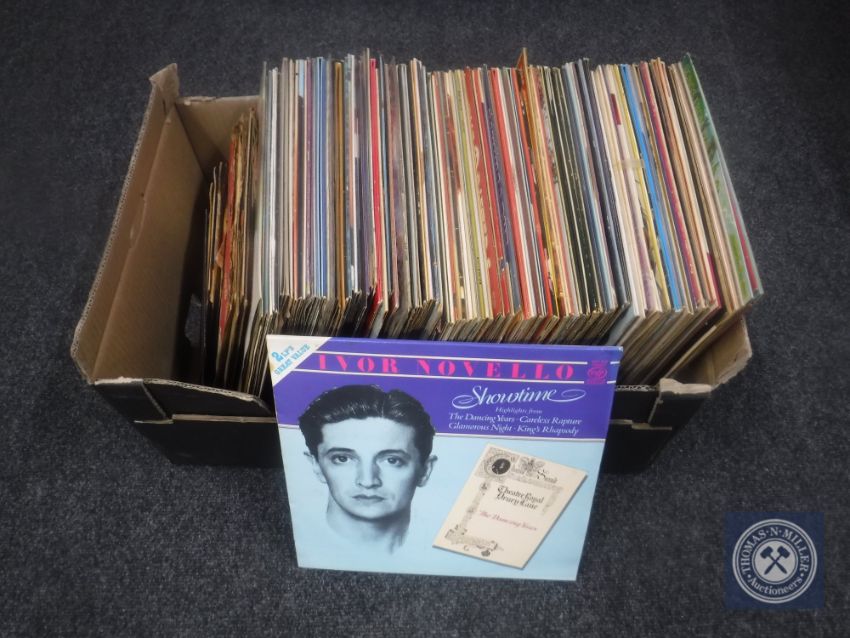 2 LP'S
GREAT VALUE
IVOR NOVELLO
Showtime
Highlights from
The Dancing Years · Careless Rapture
Glamorous Night · King's Rhapsody
Theatre Royal
Drury Lane
The Dancing Years
THOMAS·N·MILLER
Auctioneers